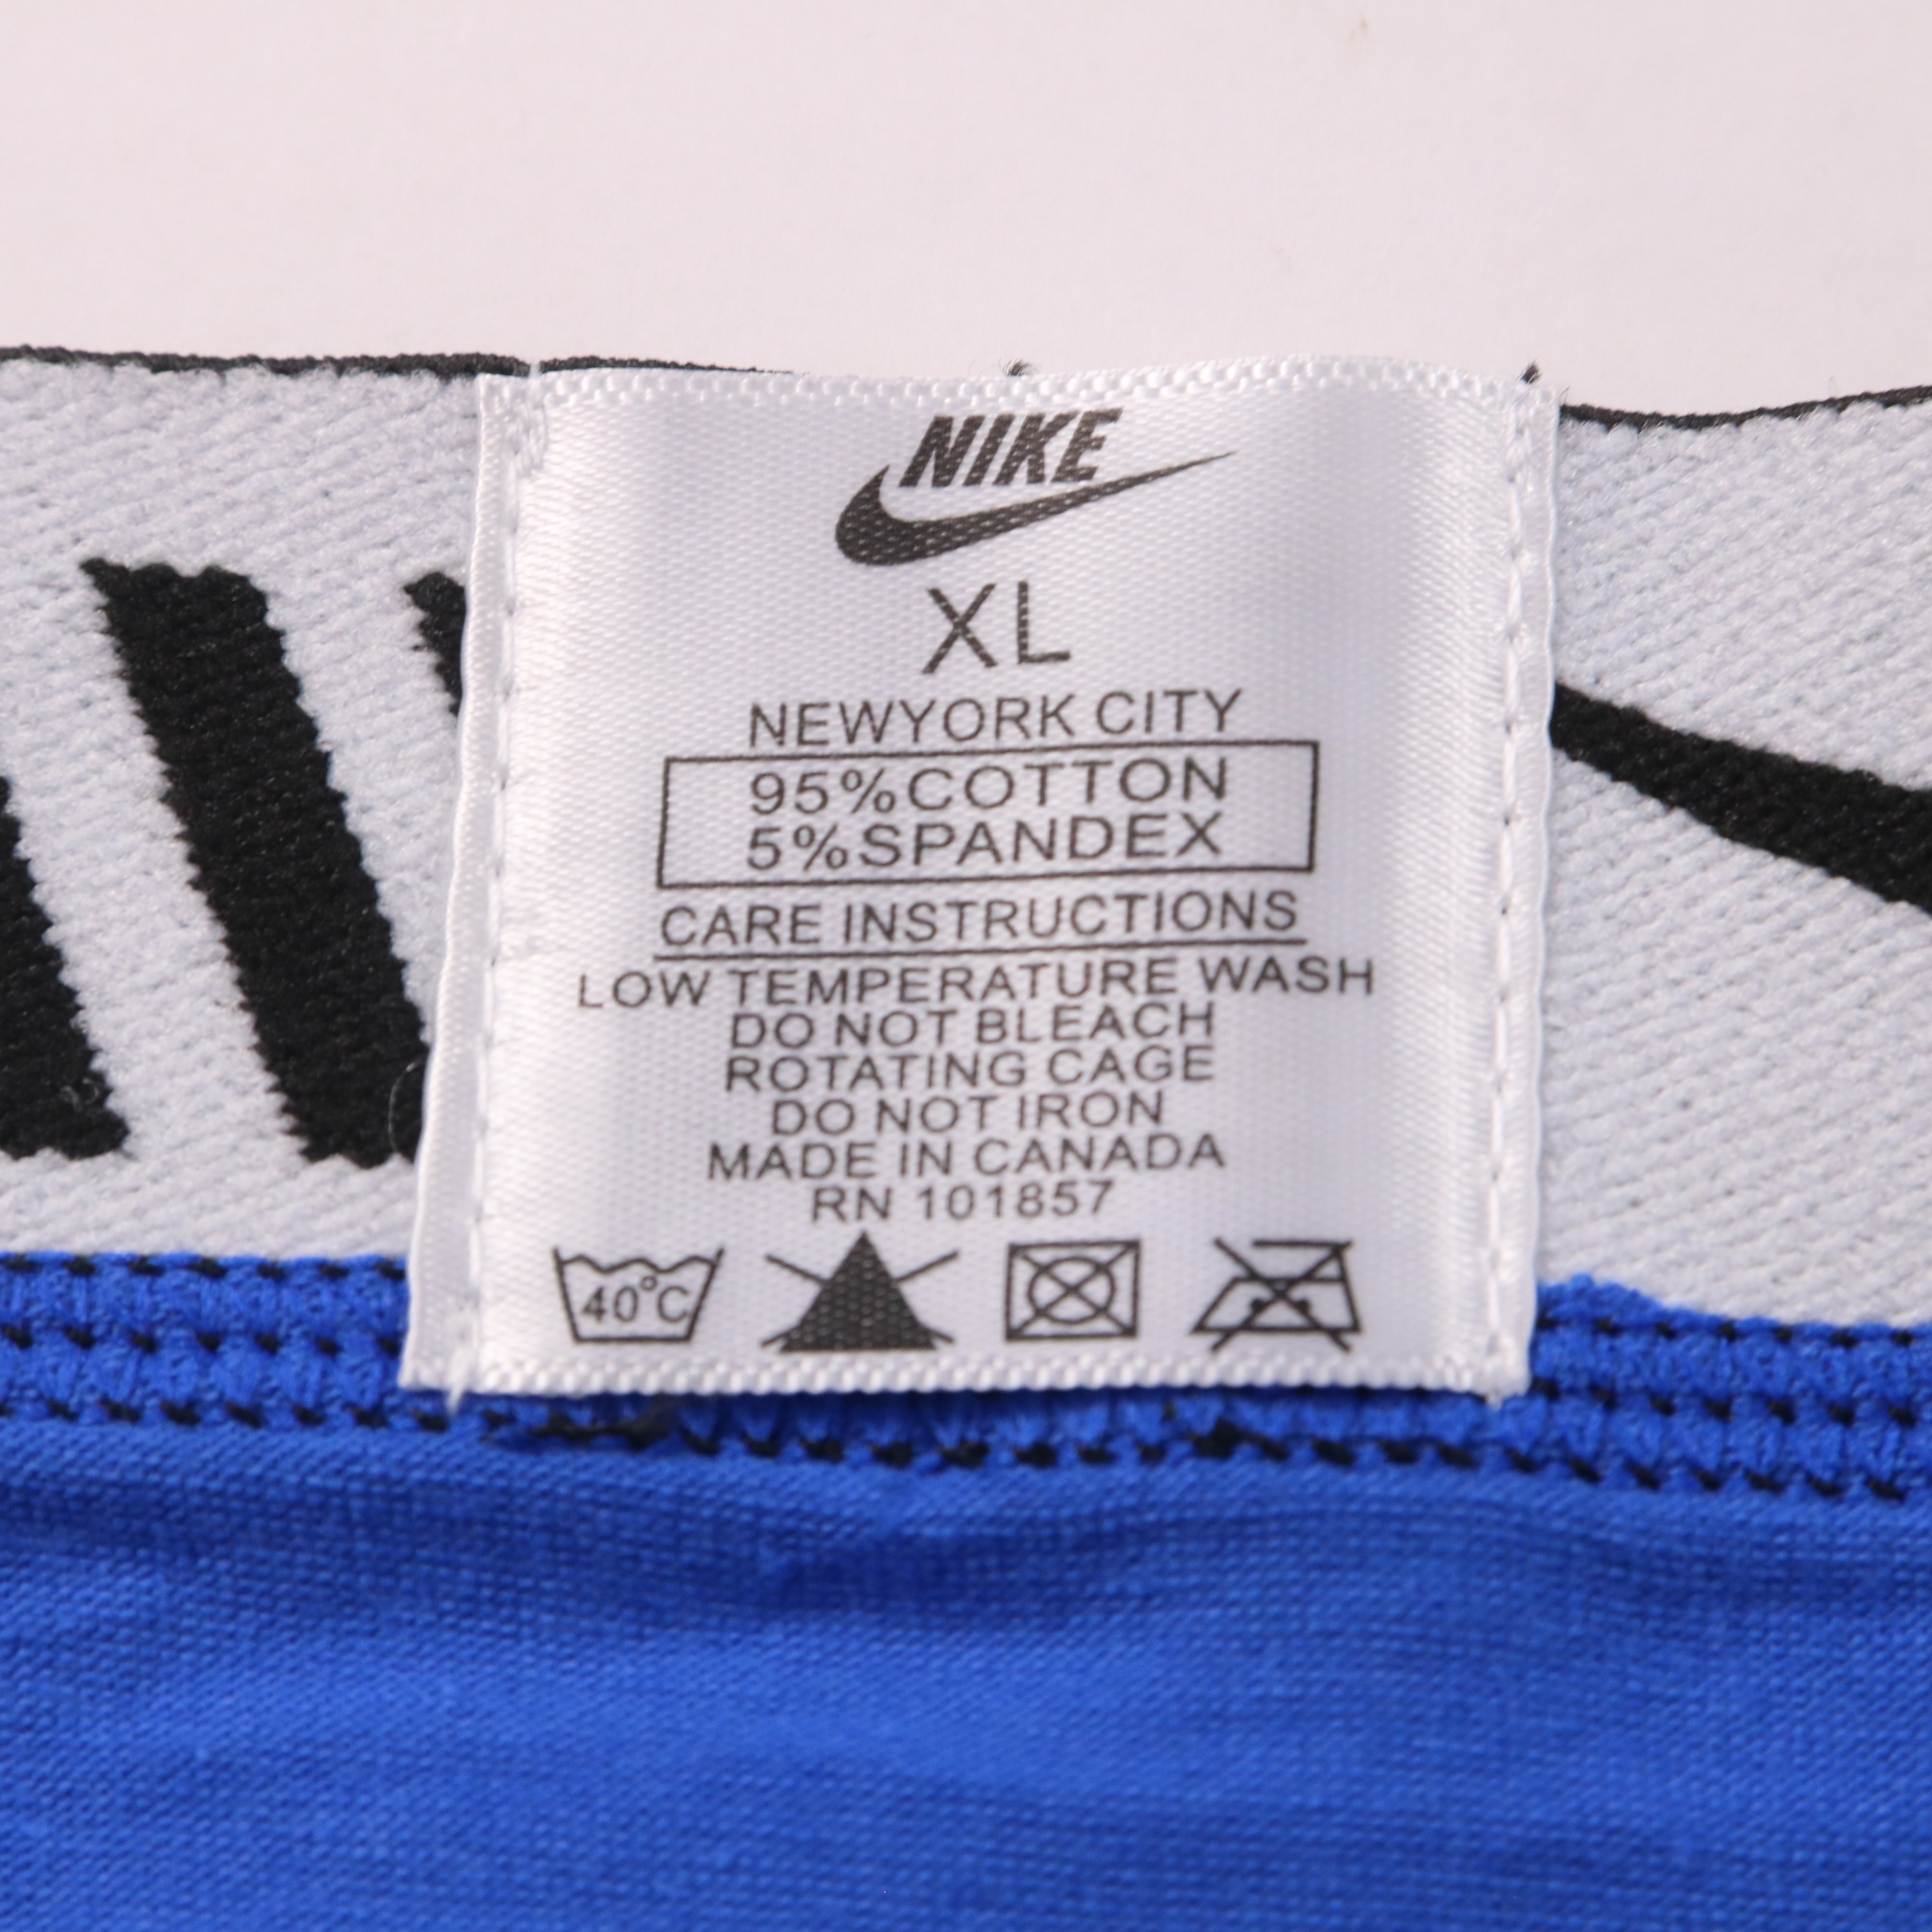 NIKE
XL
NEWYORK CITY
95%COTTON
5%SPANDEX
CARE INSTRUCTIONS
LOW TEMPERATURE WASH
DO NOT BLEACH
ROTATING CAGE
DO NOT IRON
MADE IN CANADA
RN 101857
40°C